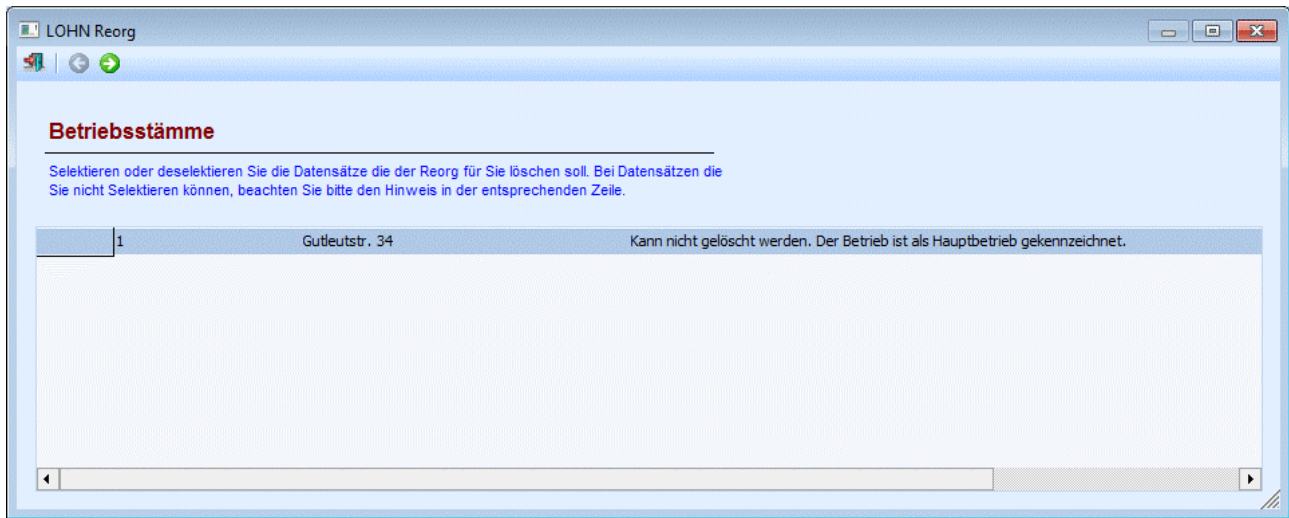 LOHN Reorg
Betriebsstämme
Selektieren oder deselektieren Sie die Datensätze die der Reorg für Sie löschen soll. Bei Datensätzen die
Sie nicht Selektieren können, beachten Sie bitte den Hinweis in der entsprechenden Zeile.
1 Gutleutstr. 34 Kann nicht gelöscht werden. Der Betrieb ist als Hauptbetrieb gekennzeichnet.